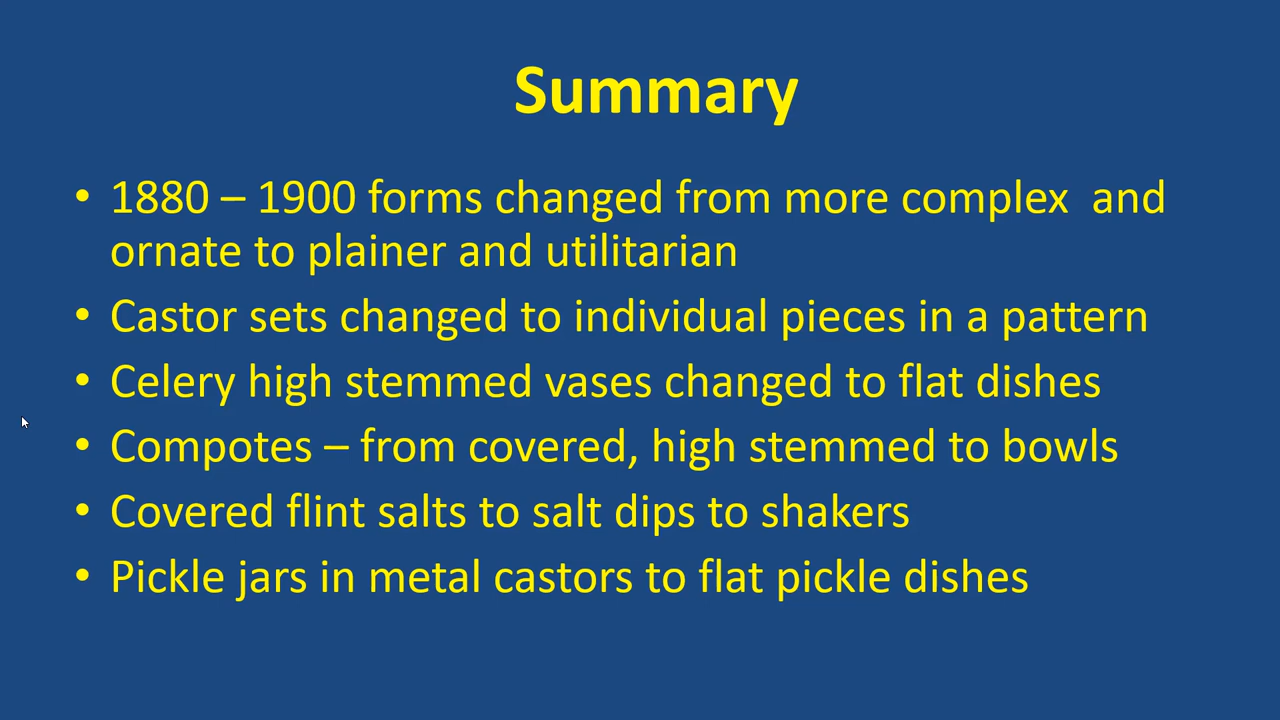 Summary
• 1880 – 1900 forms changed from more complex  and
ornate to plainer and utilitarian
• Castor sets changed to individual pieces in a pattern
• Celery high stemmed vases changed to flat dishes
• Compotes – from covered, high stemmed to bowls
• Covered flint salts to salt dips to shakers
• Pickle jars in metal castors to flat pickle dishes